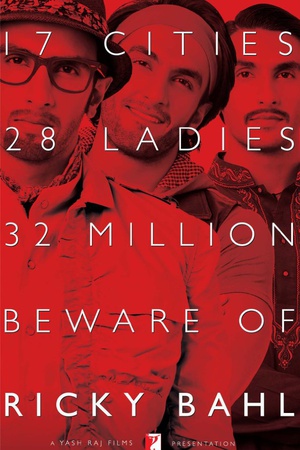 17 CITIES
28 LADIES
32 MILLION
BEWARE OF
RICKY BAHL
A YASH RAJ FILMS PRESENTATION